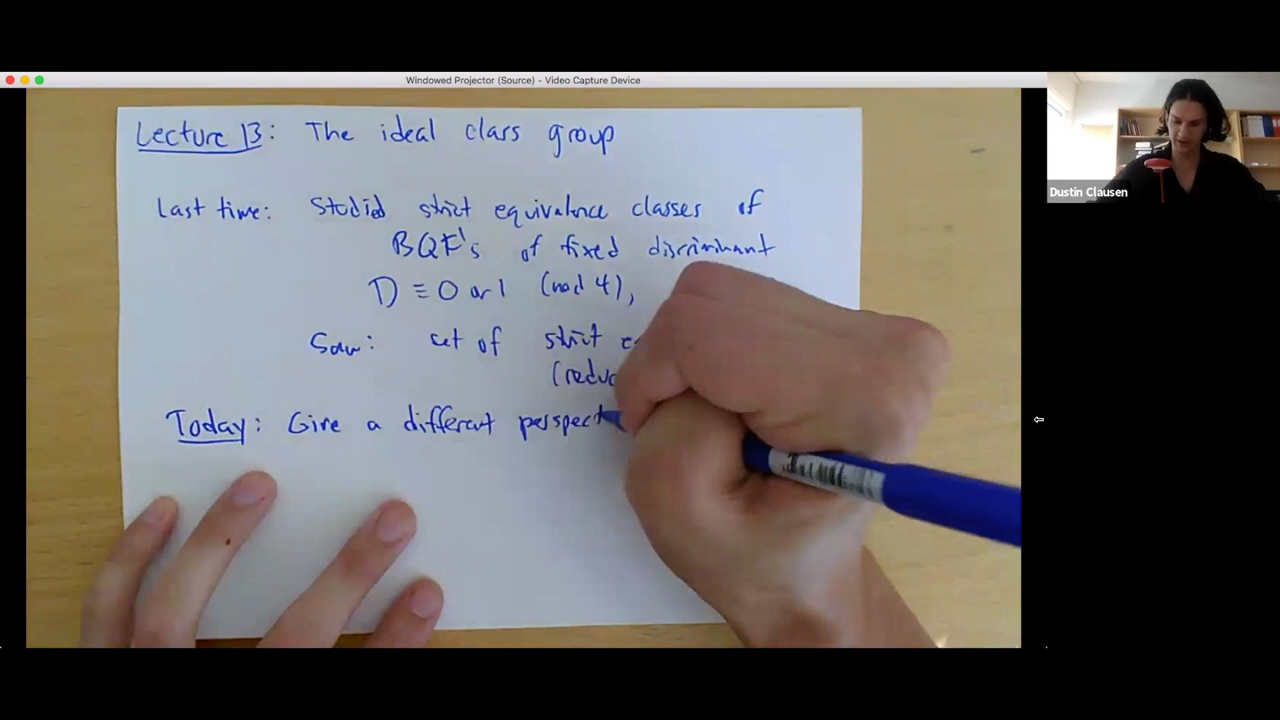 Windowed Projector (Source) - Video Capture Device
Lecture 13: The ideal class group
Last time: Studied strict equivalence classes of
BQF's of fixed discriminant
D ≡ 0 or 1 (mod 4),
Saw: set of strict
(reduc
Today: Give a different perspect
Dustin Clausen